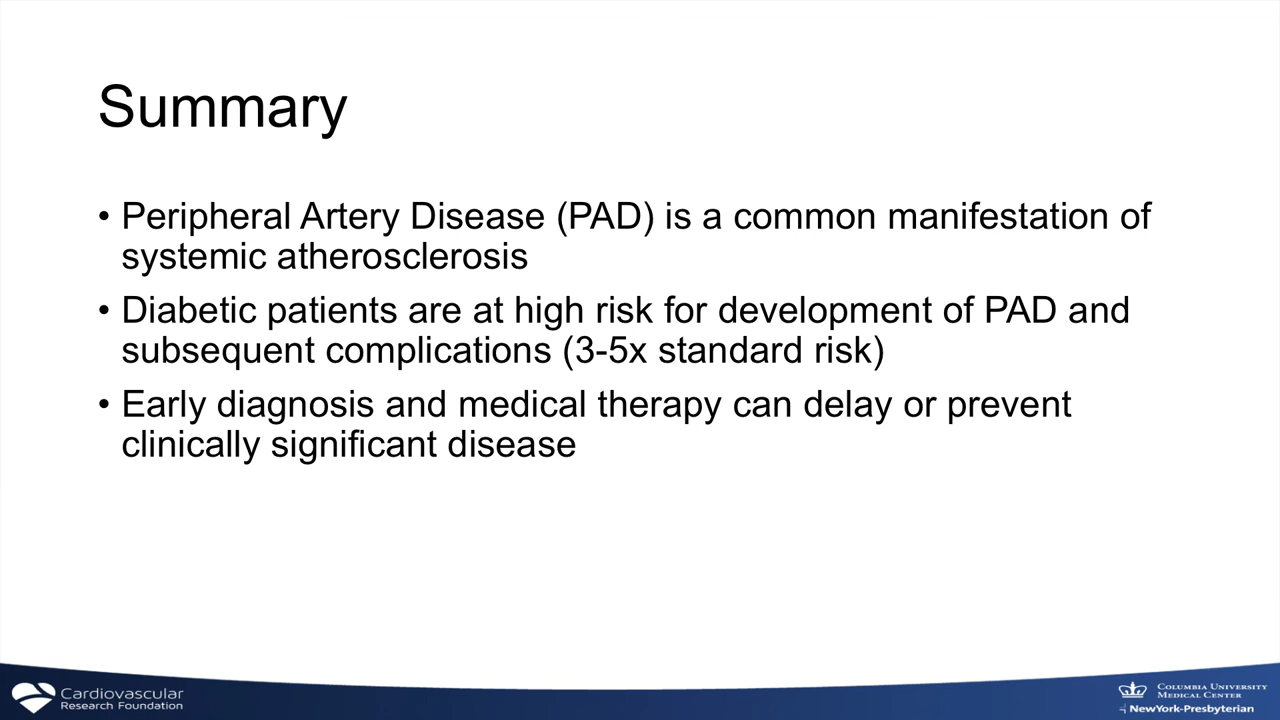 Summary
• Peripheral Artery Disease (PAD) is a common manifestation of
systemic atherosclerosis
• Diabetic patients are at high risk for development of PAD and
subsequent complications (3-5x standard risk)
• Early diagnosis and medical therapy can delay or prevent
clinically significant disease
Cardiovascular
Research Foundation
COLUMBIA UNIVERSITY
MEDICAL CENTER
NewYork-Presbyterian